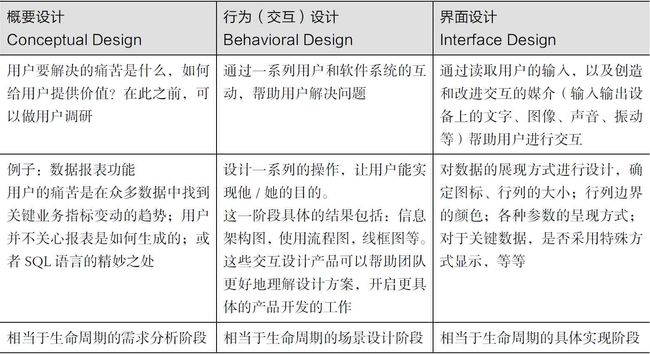 概要设计
Conceptual Design
行为（交互）设计
Behavioral Design
界面设计
Interface Design
用户要解决的痛苦是什么，如何
给用户提供价值？在此之前，可
以做用户调研
通过一系列用户和软件系统的互
动，帮助用户解决问题
通过读取用户的输入，以及创造
和改进交互的媒介（输入输出设
备上的文字、图像、声音、振动
等）帮助用户进行交互
例子：数据报表功能
用户的痛苦是在众多数据中找到
关键业务指标变动的趋势；用户
并不关心报表是如何生成的；或
者 SQL 语言的精妙之处
设计一系列的操作，让用户能实
现他 / 她的目的。
这一阶段具体的结果包括：信息
架构图，使用流程图，线框图等。
这些交互设计产品可以帮助团队
更好地理解设计方案，开启更具
体的产品开发的工作
对数据的展现方式进行设计，确
定图标、行列的大小；行列边界
的颜色；各种参数的呈现方式；
对于关键数据，是否采用特殊方
式显示，等等
相当于生命周期的需求分析阶段
相当于生命周期的场景设计阶段
相当于生命周期的具体实现阶段